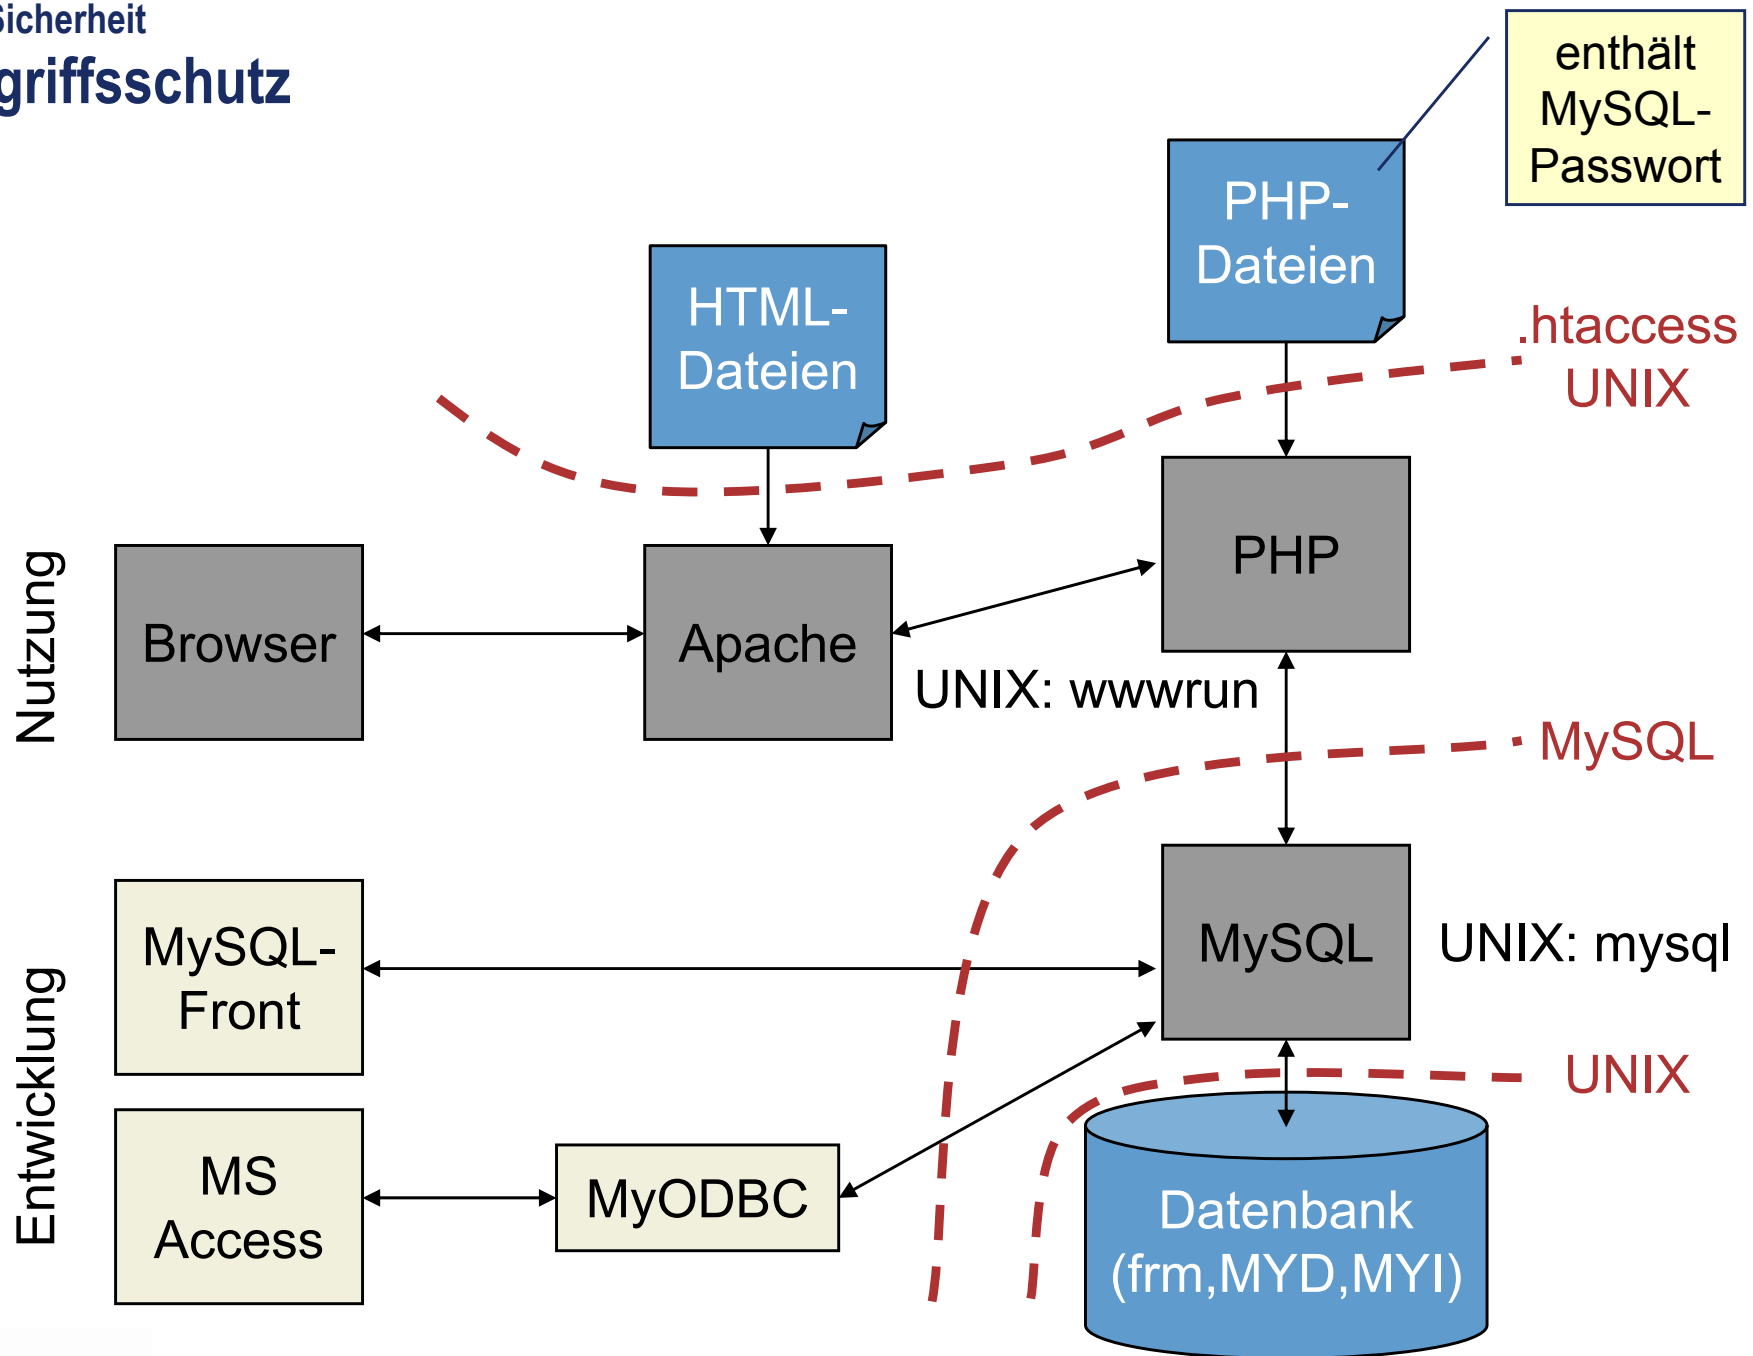 Sicherheit
griffsschutz
enthält
MySQL-
Passwort
PHP-
Dateien
HTML-
Dateien
.htaccess
UNIX
Nutzung
Browser
Apache
PHP
UNIX: wwwrun
MySQL
Entwicklung
MySQL-
Front
MySQL
UNIX: mysql
UNIX
MS
Access
MyODBC
Datenbank
(frm,MYD,MYI)